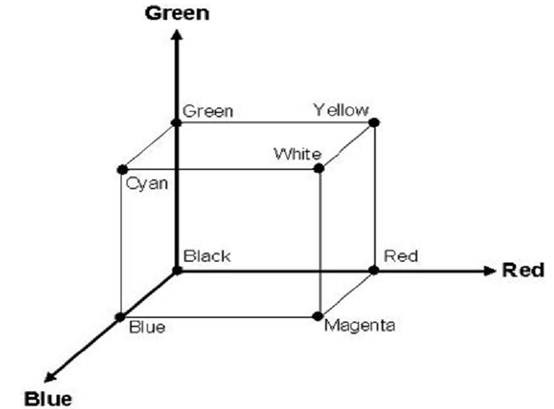 Green
Green
Yellow
White
Cyan
Black
Red
Red
Blue
Magenta
Blue